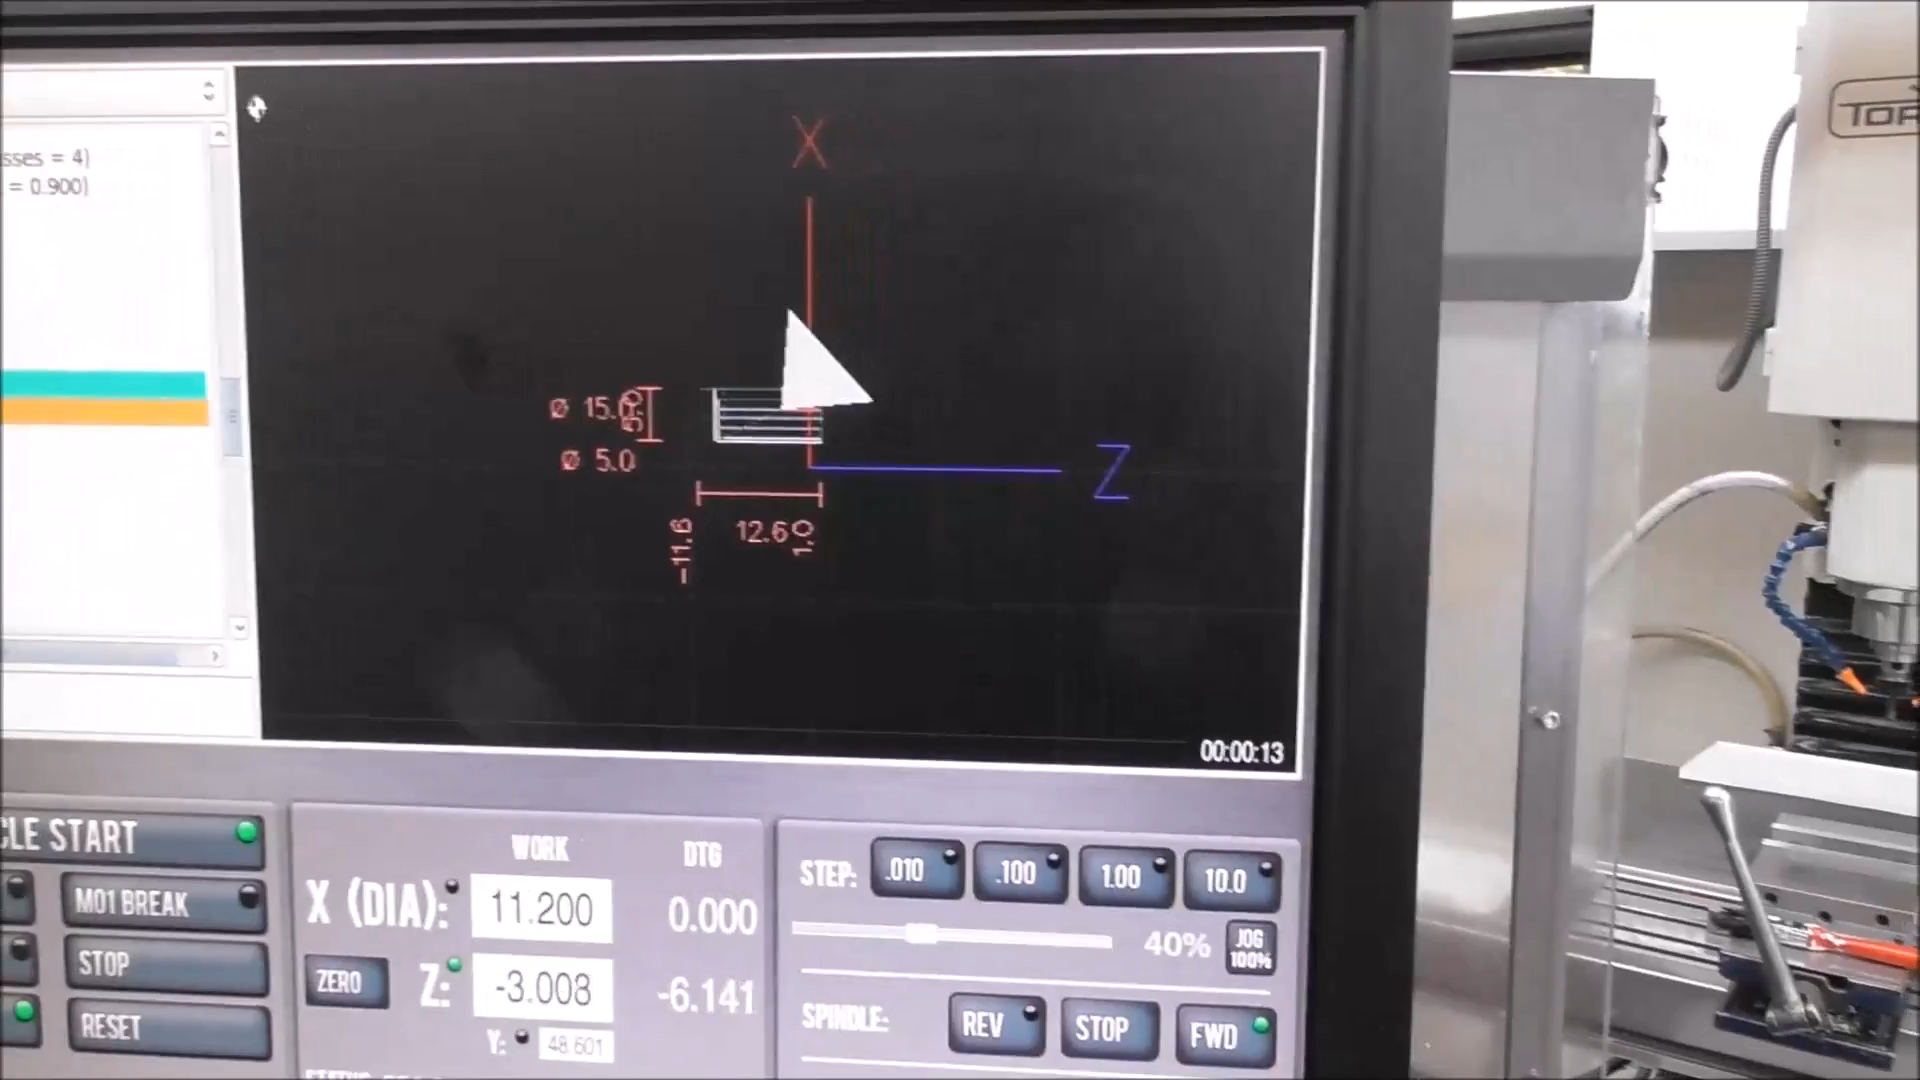 sses = 4)
= 0.900)
X
Ø 15.0
5.0
Ø 5.0
Z
-11.6
12.6
1.0
00:00:13
TOR
CLE START
M01 BREAK
STOP
RESET
WORK
DTG
X (DIA):
11.200
0.000
ZERO
Z:
-3.008
-6.141
Y:
48.601
STEP:
.010
.100
1.00
10.0
40%
JOG
100%
SPINDLE:
REV
STOP
FWD